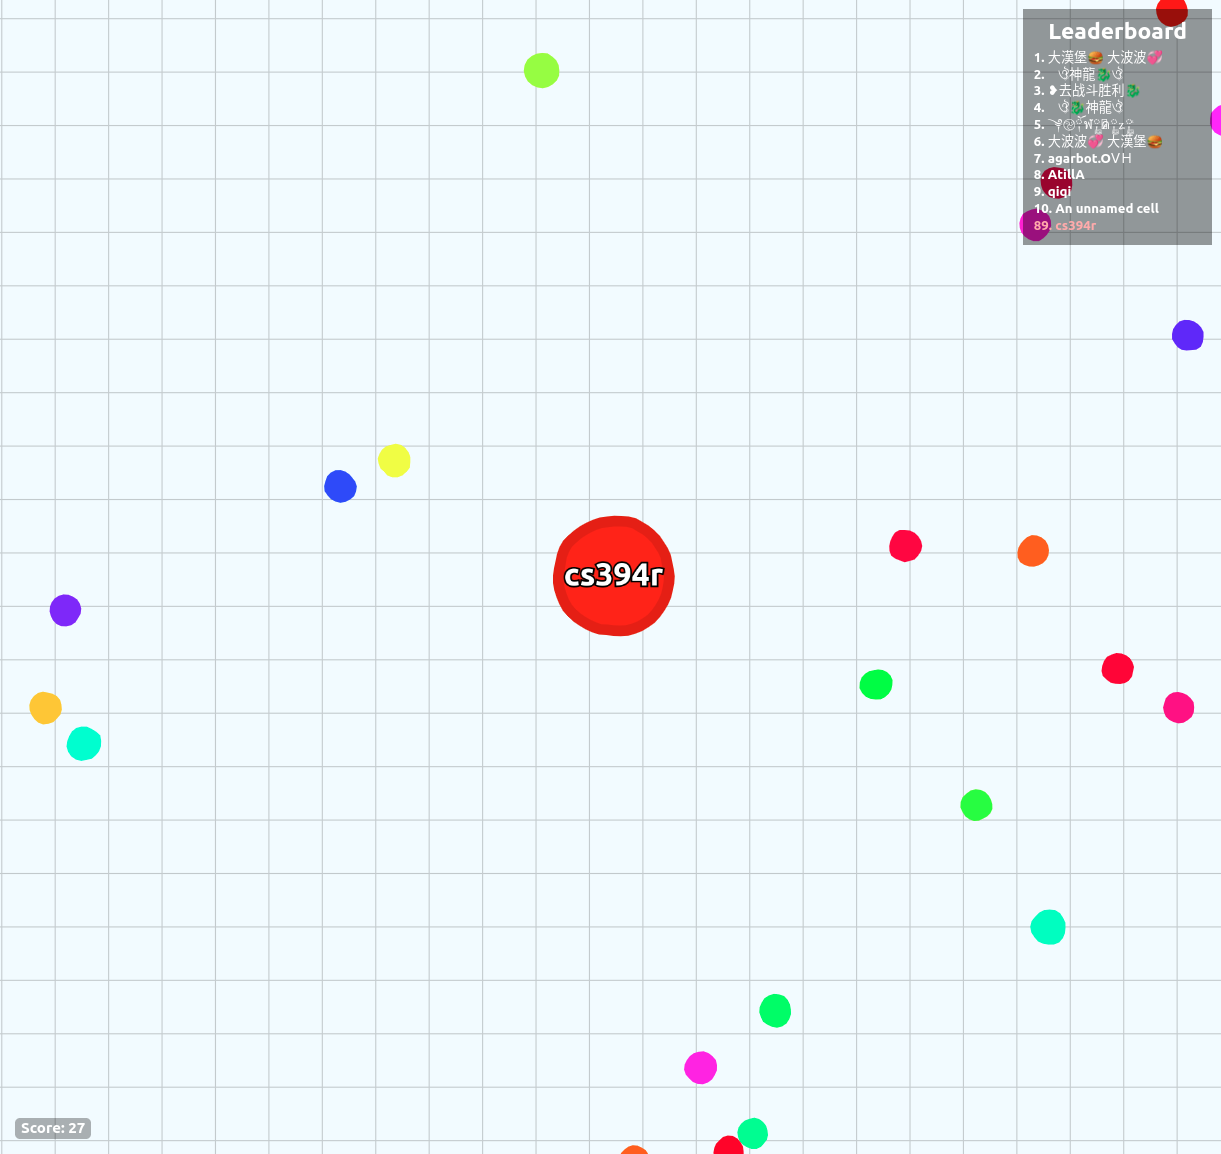 Leaderboard
1. 大漢堡🍔 大波波💞
2. 神龍🐉
3. ❥去战斗胜利🐉
4. 🐉神龍
5.
6. 大波波💞 大漢堡🍔
7. agarbot.OVH
8. AtillA
9. qiqi
10. An unnamed cell
89. cs394r
cs394r
Score: 27